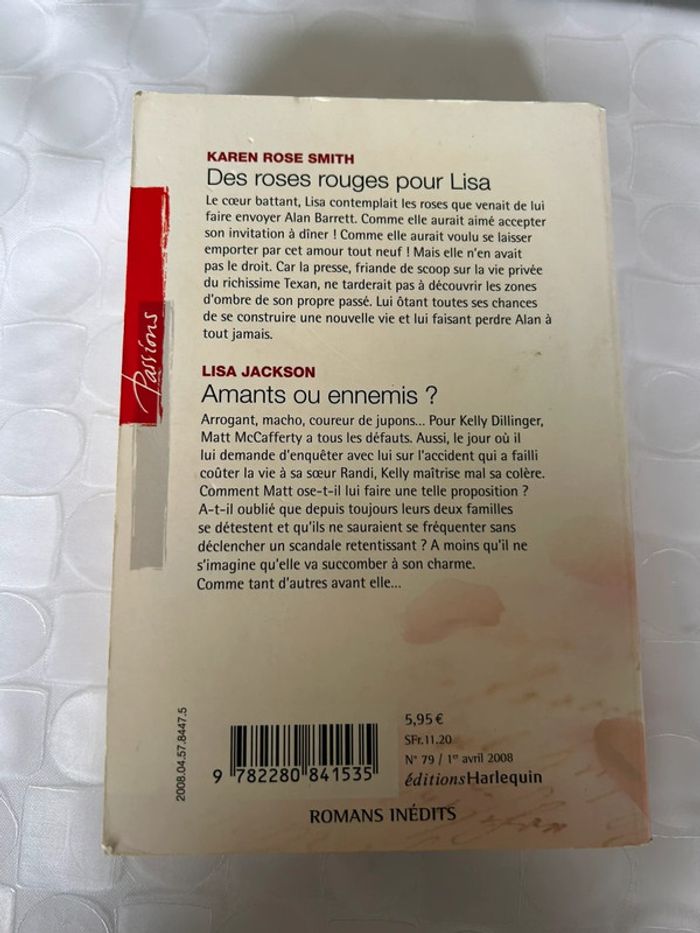 KAREN ROSE SMITH
Des roses rouges pour Lisa
Le cœur battant, Lisa contemplait les roses que venait de lui
faire envoyer Alan Barrett. Comme elle aurait aimé accepter
son invitation à dîner ! Comme elle aurait voulu se laisser
emporter par cet amour tout neuf ! Mais elle n'en avait
pas le droit. Car la presse, friande de scoop sur la vie privée
du richissime Texan, ne tarderait pas à découvrir les zones
d'ombre de son propre passé. Lui ôtant toutes ses chances
de se construire une nouvelle vie et lui faisant perdre Alan à
tout jamais.
Passions
LISA JACKSON
Amants ou ennemis ?
Arrogant, macho, coureur de jupons... Pour Kelly Dillinger,
Matt McCafferty a tous les défauts. Aussi, le jour où il
lui demande d'enquêter avec lui sur l'accident qui a failli
coûter la vie à sa sœur Randi, Kelly maîtrise mal sa colère.
Comment Matt ose-t-il lui faire une telle proposition ?
A-t-il oublié que depuis toujours leurs deux familles
se détestent et qu'ils ne sauraient se fréquenter sans
déclencher un scandale retentissant ? A moins qu'il ne
s'imagine qu'elle va succomber à son charme.
Comme tant d'autres avant elle...
2008.04.57.8447.5
9 782280 841535
5,95 €
SFr.11.20
N° 79 / 1er avril 2008
éditionsHarlequin
ROMANS INÉDITS